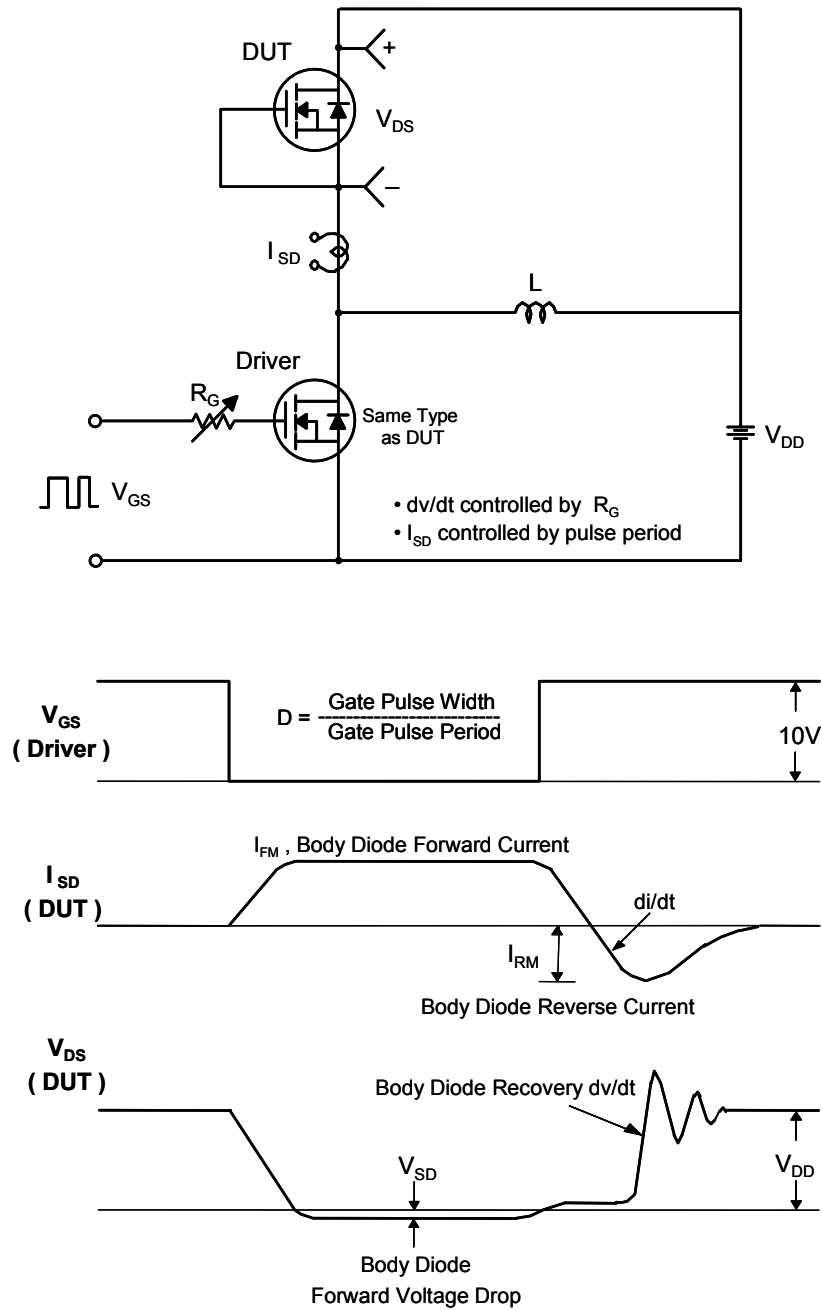 DUT
+
V_DS
–
I_SD
L
Driver
R_G
Same Type
as DUT
V_DD
V_GS
• dv/dt controlled by R_G
• I_SD controlled by pulse period
V_GS
( Driver )
D = Gate Pulse Width
Gate Pulse Period
10V
I_FM , Body Diode Forward Current
I_SD
( DUT )
di/dt
I_RM
Body Diode Reverse Current
V_DS
( DUT )
Body Diode Recovery dv/dt
V_SD
V_DD
Body Diode
Forward Voltage Drop